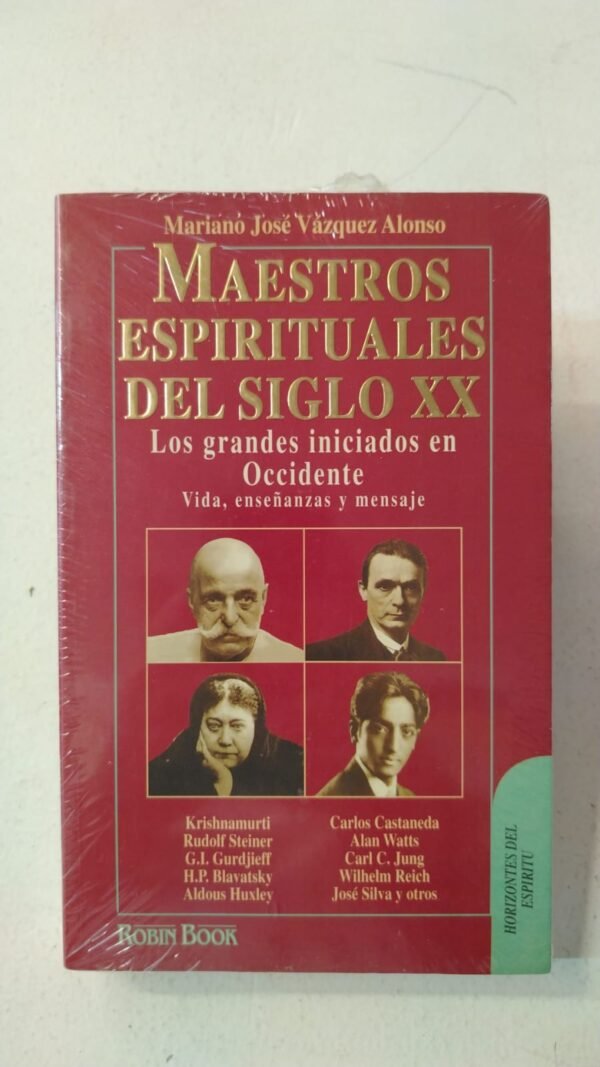 Mariano José Vázquez Alonso
MAESTROS
ESPIRITUALES
DEL SIGLO XX
Los grandes iniciados en
Occidente
Vida, enseñanzas y mensaje
Krishnamurti
Rudolf Steiner
G.I. Gurdjieff
H.P. Blavatsky
Aldous Huxley
Carlos Castaneda
Alan Watts
Carl C. Jung
Wilhelm Reich
José Silva y otros
HORIZONTES DEL
ESPIRITU
ROBIN BOOK